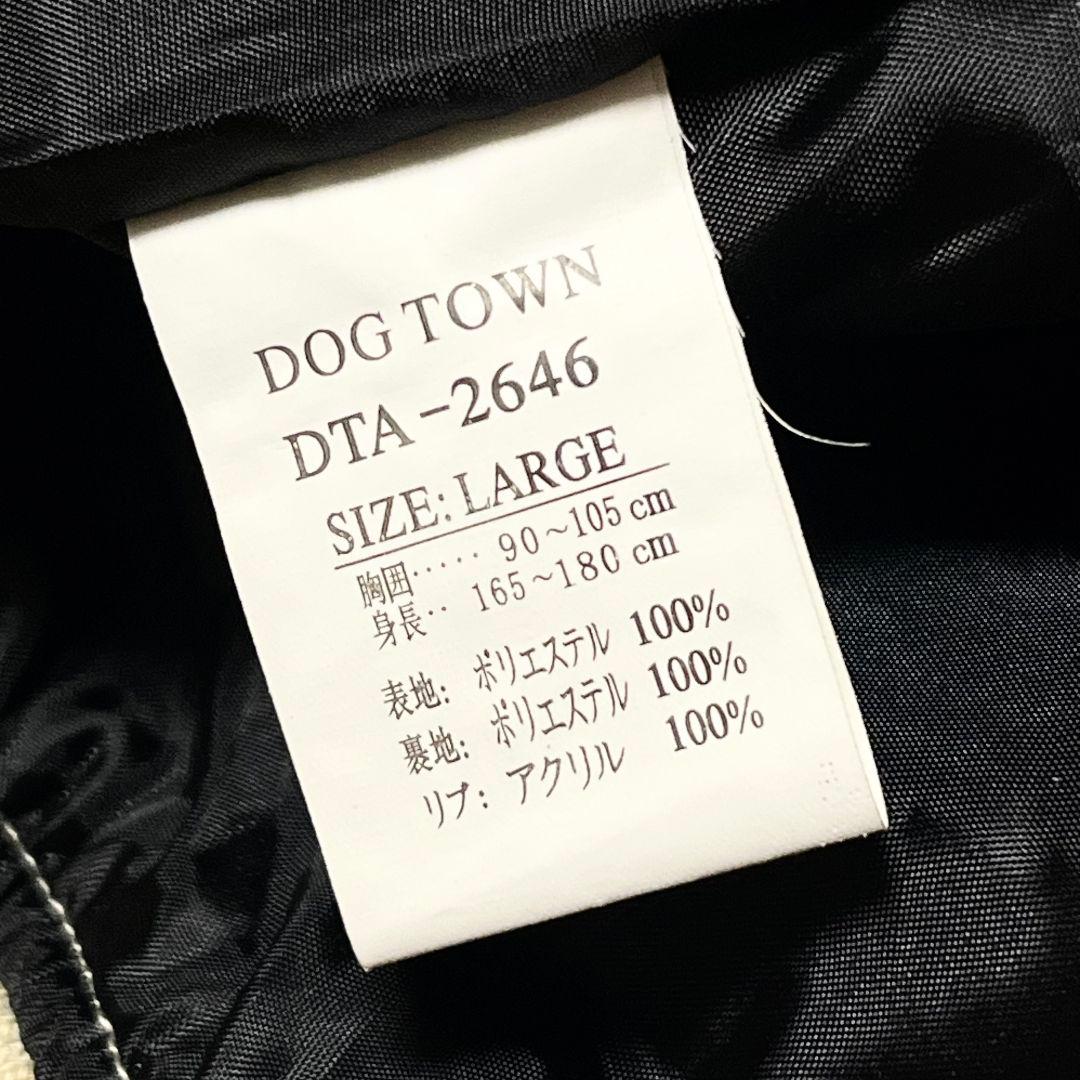 DOG TOWN
DTA-2646
SIZE: LARGE
胸囲····· 90~105 cm
身長·· 165~180 cm
表地: ポリエステル 100%
裏地: ポリエステル 100%
リブ: アクリル 100%